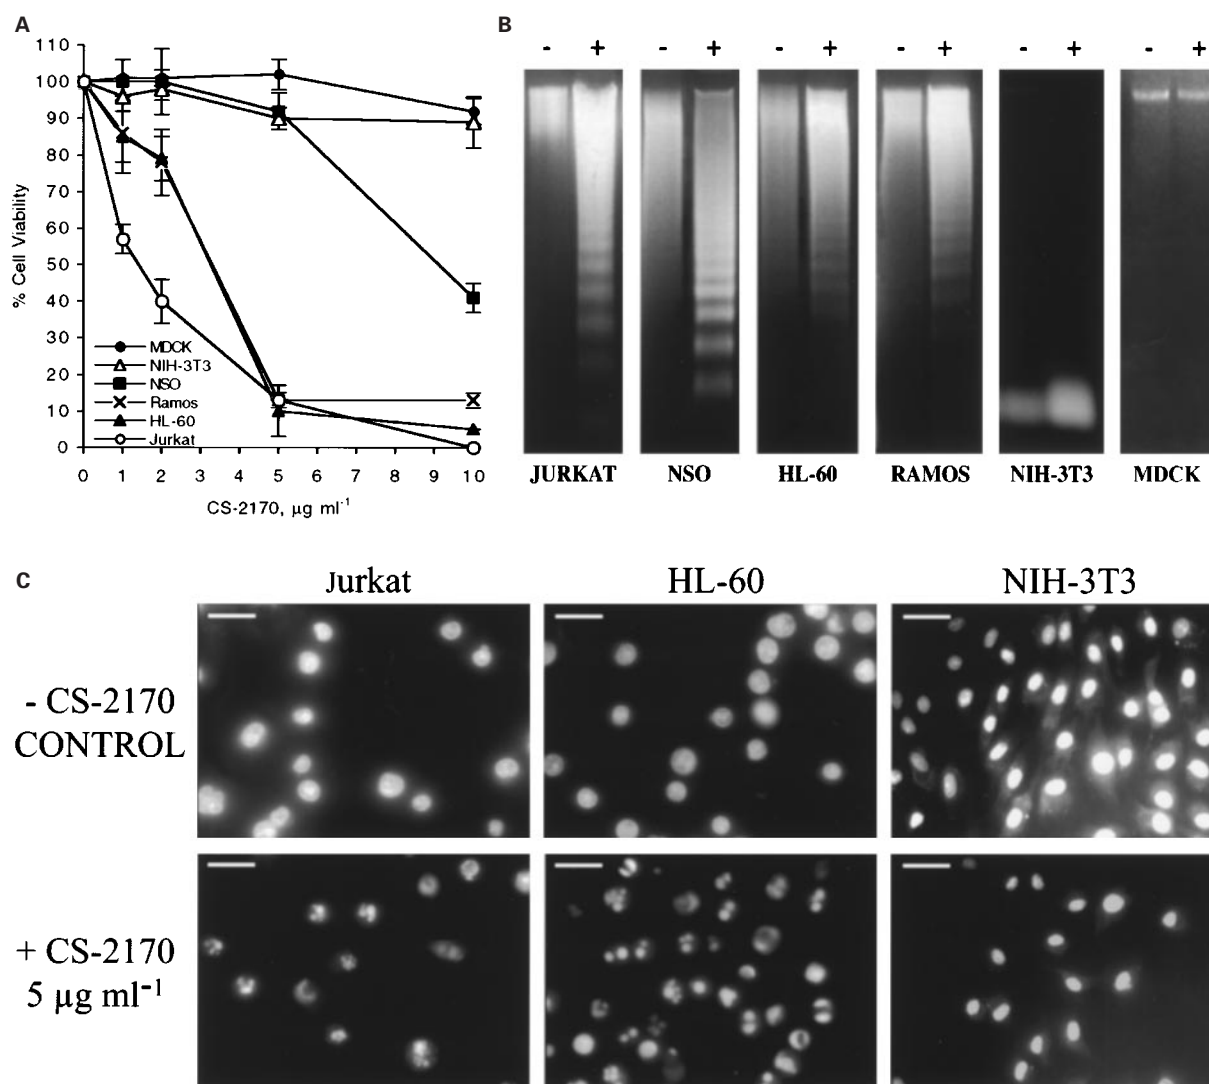 A
110
100
90
80
70
60
50
40
30
20
10
0
% Cell Viability
MDCK
NIH-3T3
NSO
Ramos
HL-60
Jurkat
0 1 2 3 4 5 6 7 8 9 10
CS-2170, µg ml⁻¹
B
- + - + - + - + - + - +
JURKAT NSO HL-60 RAMOS NIH-3T3 MDCK
C
Jurkat HL-60 NIH-3T3
- CS-2170
CONTROL
+ CS-2170
5 µg ml⁻¹